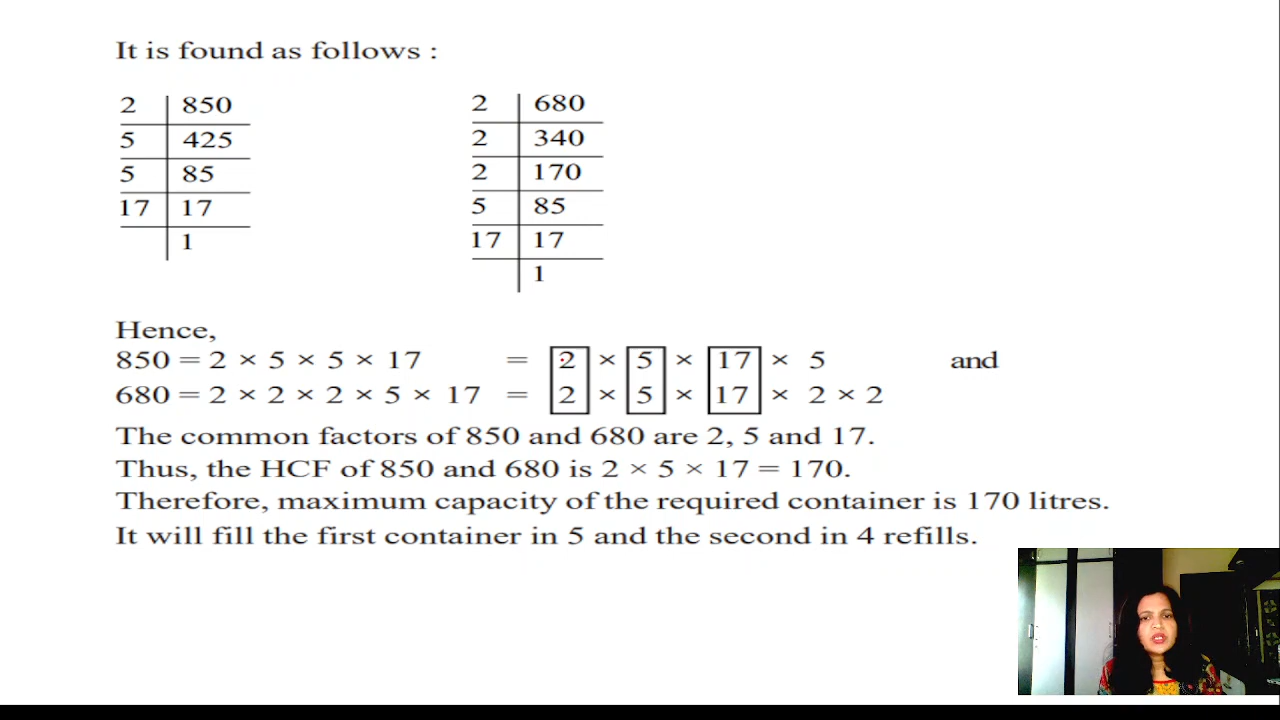 It is found as follows :
2 | 850
5 | 425
5 | 85
17 | 17
| 1
2 | 680
2 | 340
2 | 170
5 | 85
17 | 17
| 1
Hence,
850 = 2 × 5 × 5 × 17 = 2 × 5 × 17 × 5 and
680 = 2 × 2 × 2 × 5 × 17 = 2 × 5 × 17 × 2 × 2
The common factors of 850 and 680 are 2, 5 and 17.
Thus, the HCF of 850 and 680 is 2 × 5 × 17 = 170.
Therefore, maximum capacity of the required container is 170 litres.
It will fill the first container in 5 and the second in 4 refills.